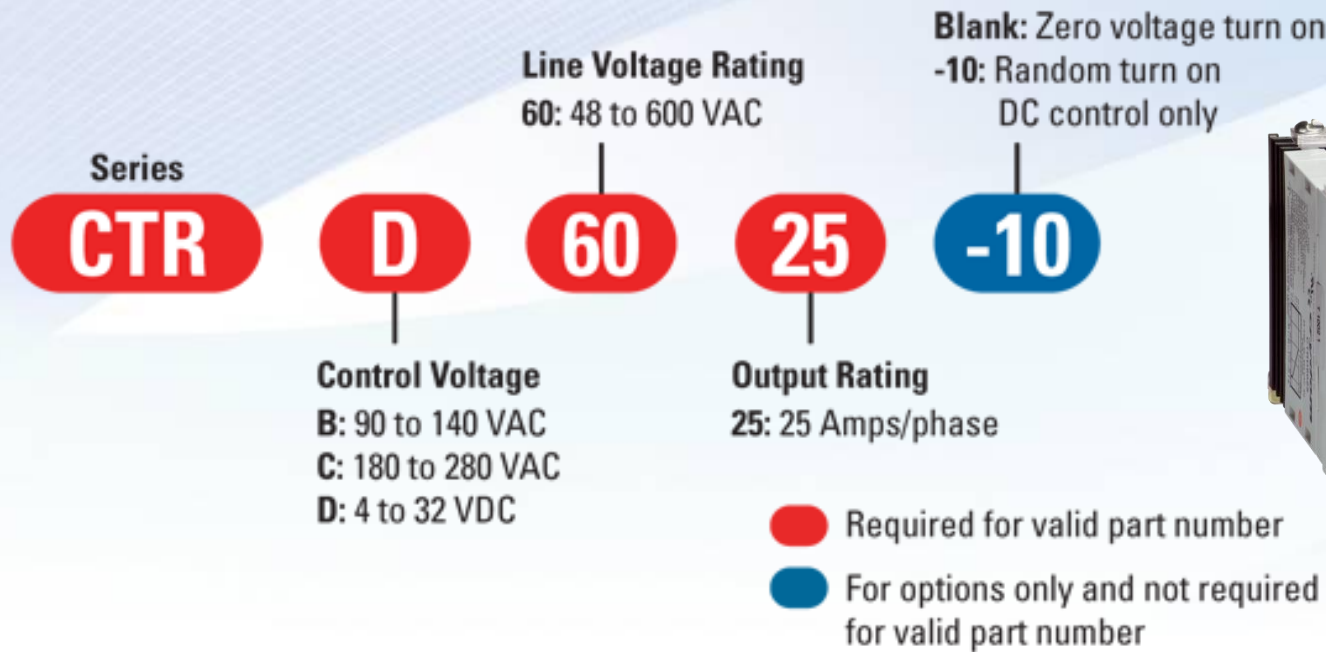 Blank: Zero voltage turn on
-10: Random turn on
DC control only
Line Voltage Rating
60: 48 to 600 VAC
Series
CTR D 60 25 -10
Control Voltage
B: 90 to 140 VAC
C: 180 to 280 VAC
D: 4 to 32 VDC
Output Rating
25: 25 Amps/phase
Required for valid part number
For options only and not required
for valid part number